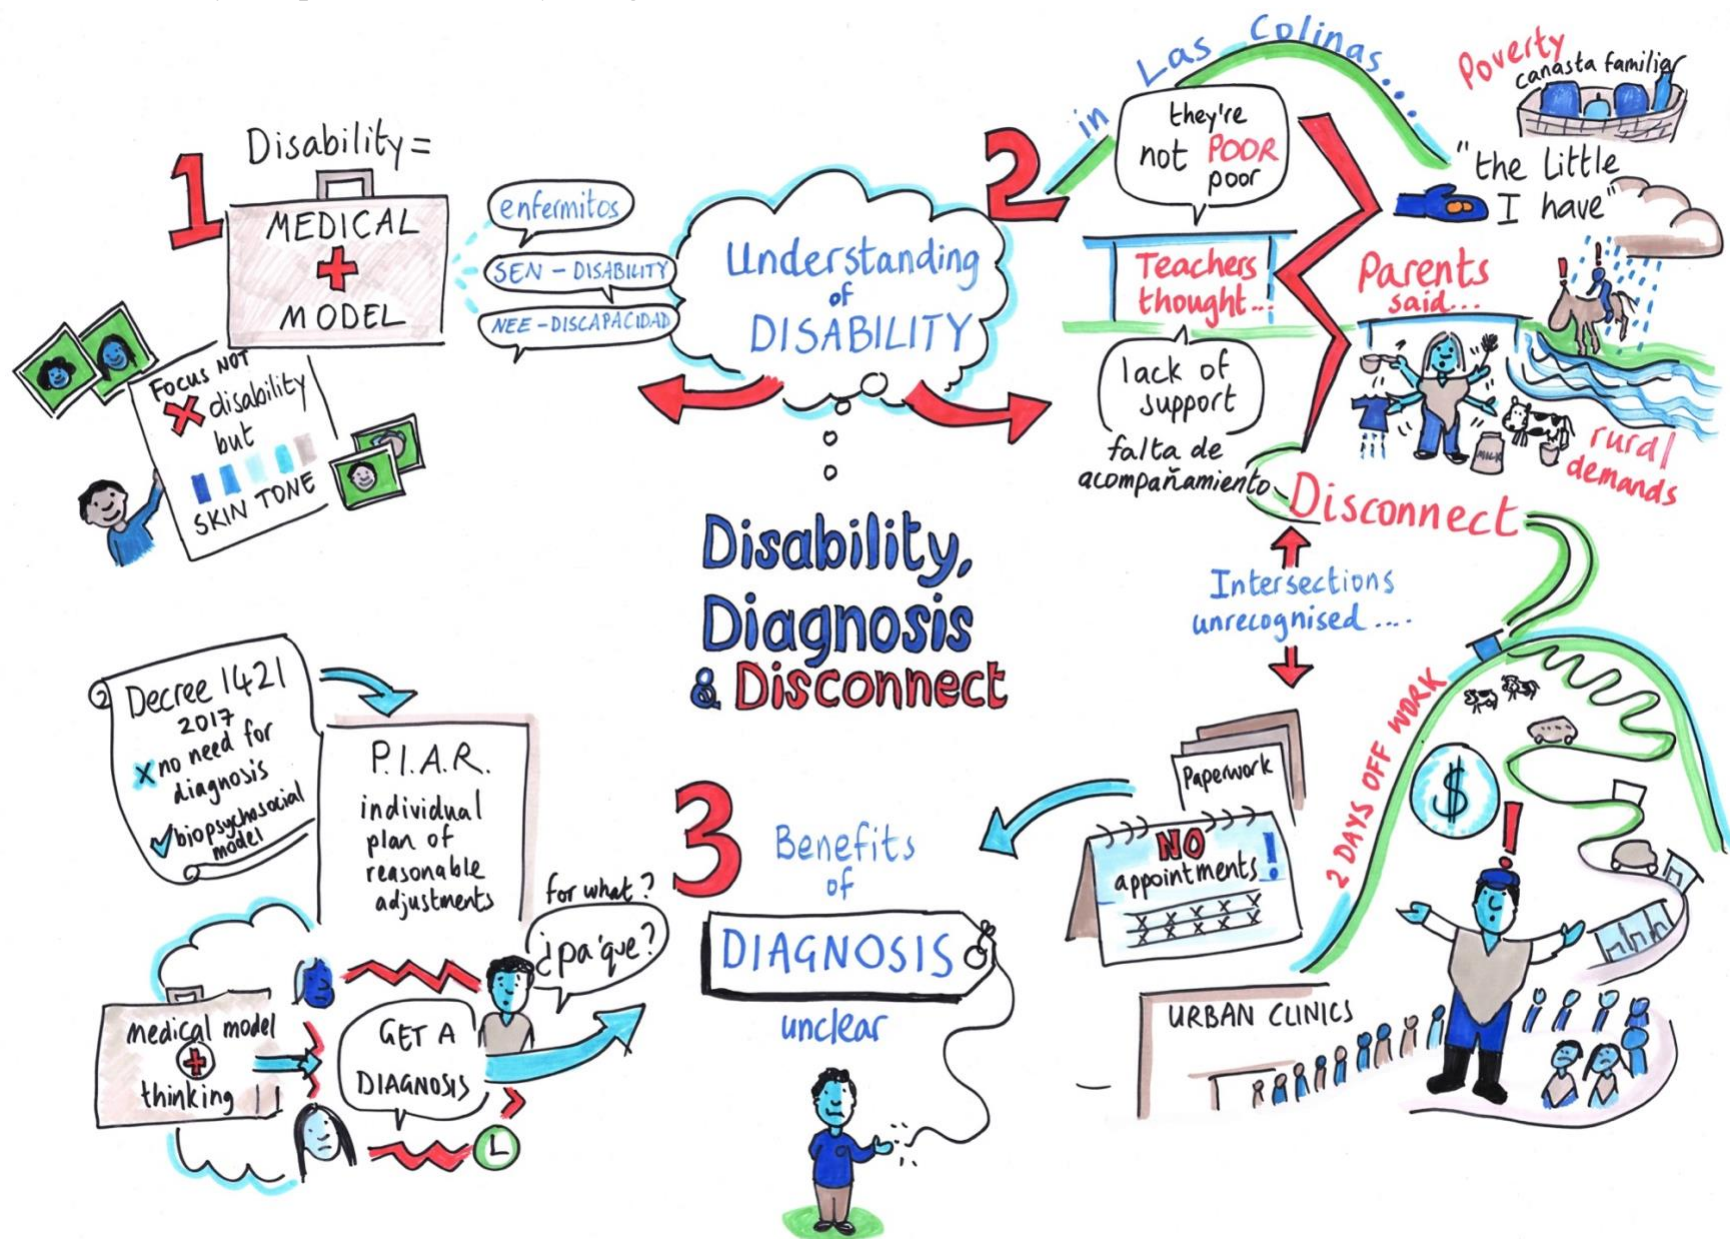 1
Disability =
MEDICAL
MODEL
enfermitos
SEN - DISABILITY
NEE - DISCAPACIDAD
Understanding
of
DISABILITY
FOCUS NOT
disability
but
SKIN TONE
2
in Las Colinas....
they're
not POOR
poor
Teachers
thought...
lack of
support
falta de
acompañamiento
Poverty
canasta familiar
"the little
I have"
Parents
said...
MILK
rural
demands
Disconnect
Intersections
unrecognised ....
Disability,
Diagnosis
& Disconnect
Decree 1421
2017
x no need for
diagnosis
✓ biopsychosocial
model
P.I.A.R.
individual
plan of
reasonable
adjustments
for what?
¿pa'que?
medical model
thinking
GET A
DIAGNOSIS
3
Benefits
of
DIAGNOSIS
unclear
Paperwork
NO
appointments!
x x x x x
x x x x x
2 DAYS OFF WORK
$
!
URBAN CLINICS